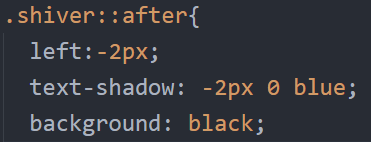 .shiver::after{
left:-2px;
text-shadow: -2px 0 blue;
background: black;